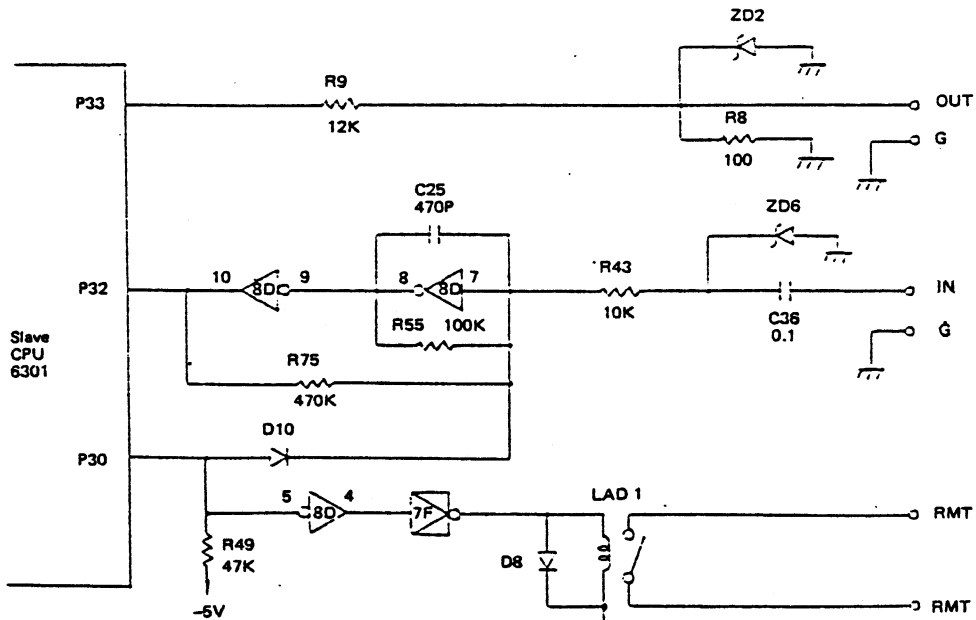 ZD2
P33
R9
12K
OUT
R8
100
G
C25
470P
ZD6
10
8D
9
8
8D
7
R43
IN
P32
100K
10K
C36
0.1
R55
G
Slave
CPU
6301
R75
470K
D10
P30
5
8D
4
7F
LAD 1
RMT
R49
47K
D8
-5V
RMT